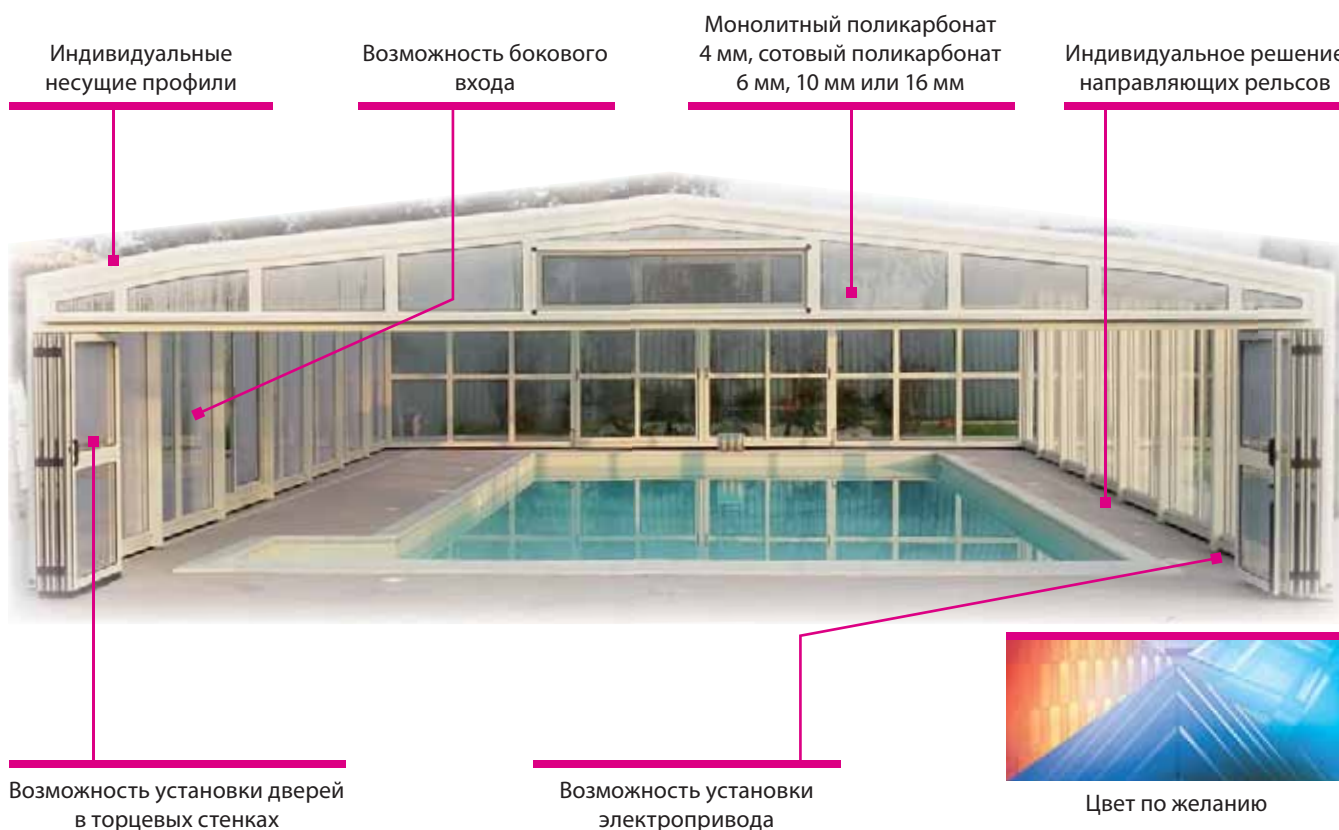 Индивидуальные
несущие профили
Возможность бокового
входа
Монолитный поликарбонат
4 мм, сотовый поликарбонат
6 мм, 10 мм или 16 мм
Индивидуальное решение
направляющих рельсов
Возможность установки дверей
в торцевых стенках
Возможность установки
электропривода
Цвет по желанию